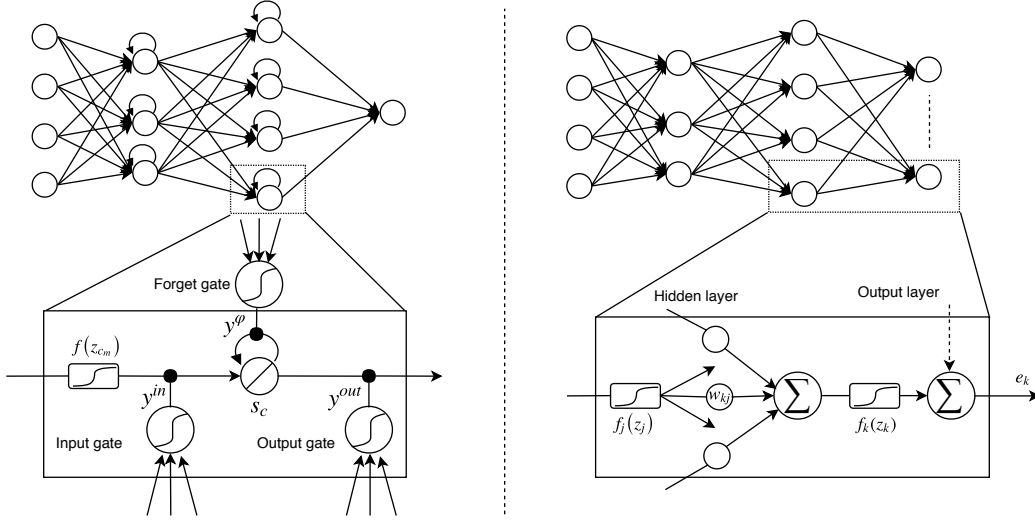 Forget gate
y^φ
f(z_{c_m})
y^{in}
s_c
y^{out}
Input gate
Output gate
Hidden layer
Output layer
w_{kj}
Σ
Σ
e_k
f_j(z_j)
f_k(z_k)